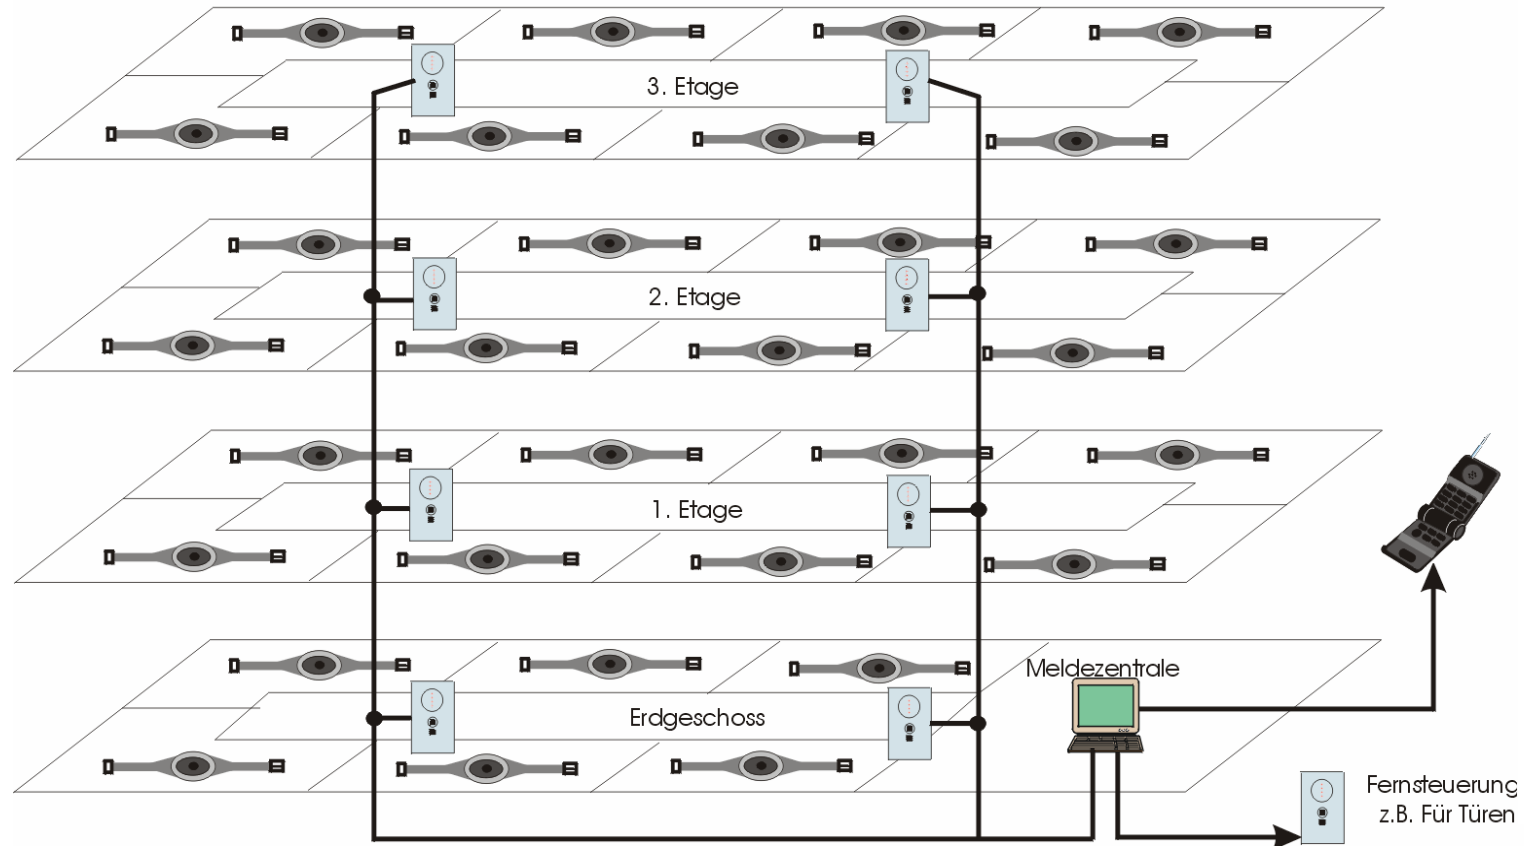 3. Etage
2. Etage
1. Etage
Meldezentrale
Erdgeschoss
Fernsteuerung
z.B. Für Türen